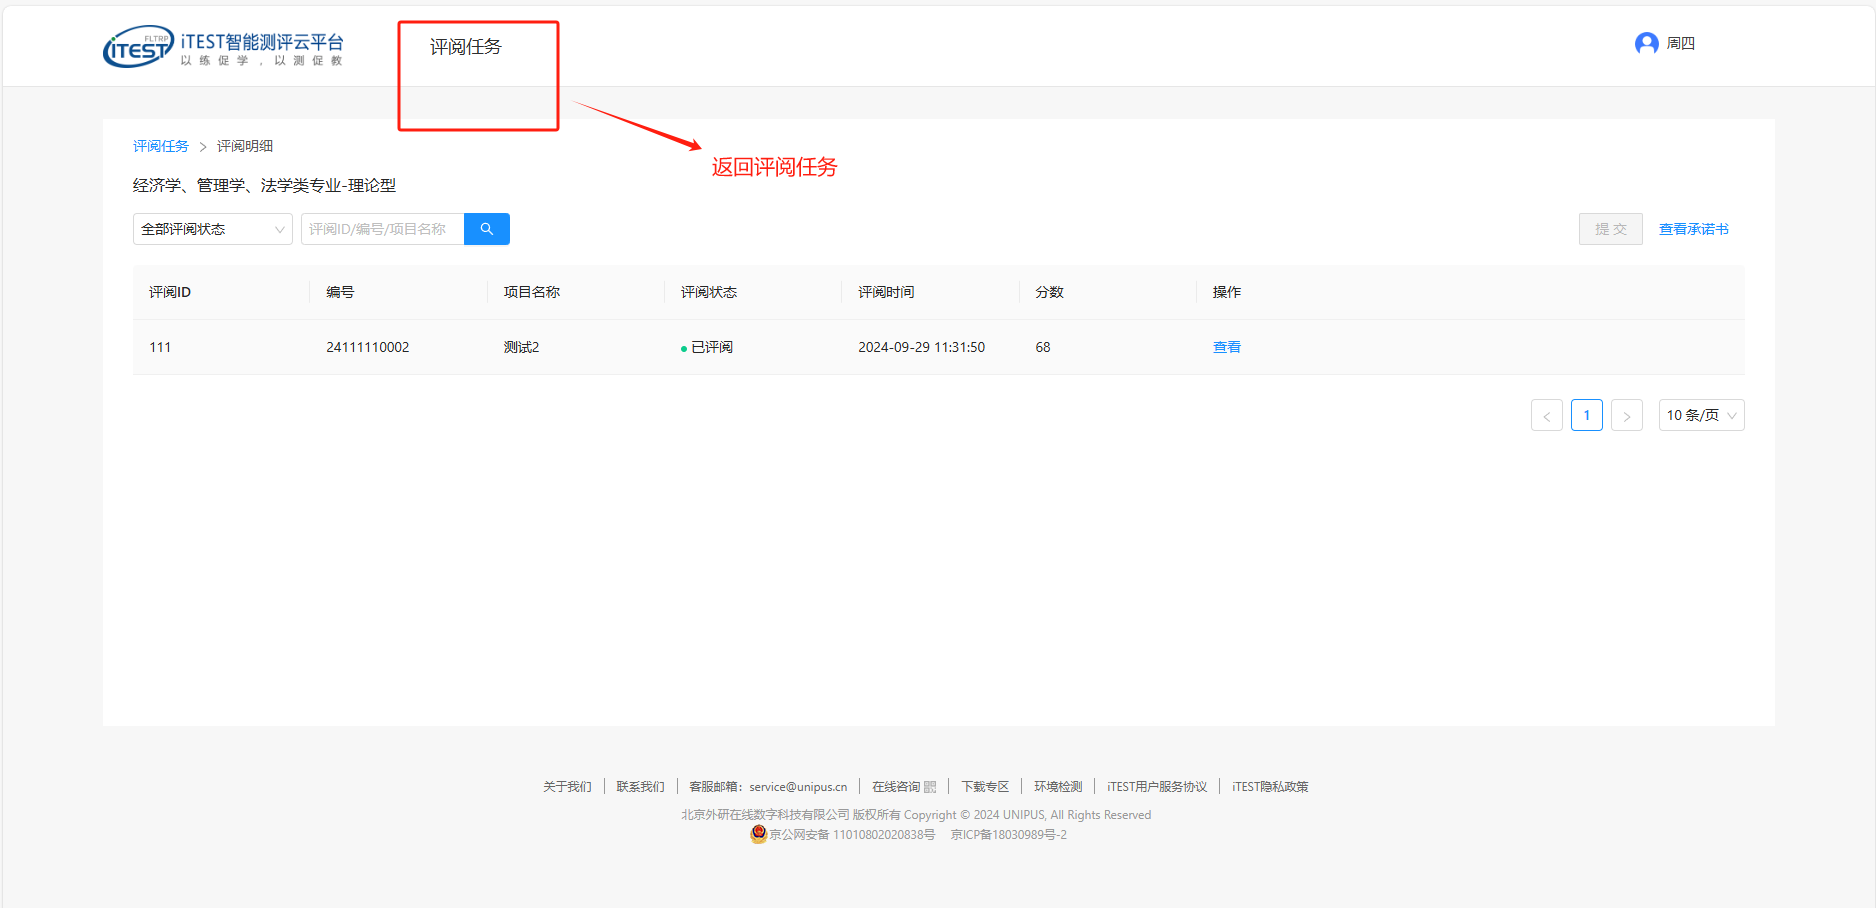 FLTRP
iTEST
iTEST智能测评云平台
以练促学，以测促教
评阅任务
周四
评阅任务 > 评阅明细
返回评阅任务
经济学、管理学、法学类专业-理论型
全部评阅状态
评阅ID/编号/项目名称
提 交
查看承诺书
评阅ID 编号 项目名称 评阅状态 评阅时间 分数 操作
111 24111110002 测试2 已评阅 2024-09-29 11:31:50 68 查看
< 1 > 10 条/页
关于我们 | 联系我们 | 客服邮箱：service@unipus.cn | 在线咨询 | 下载专区 | 环境检测 | iTEST用户服务协议 | iTEST隐私政策
北京外研在线数字科技有限公司 版权所有 Copyright © 2024 UNIPUS, All Rights Reserved
京公网安备 11010802020838号 京ICP备18030989号-2